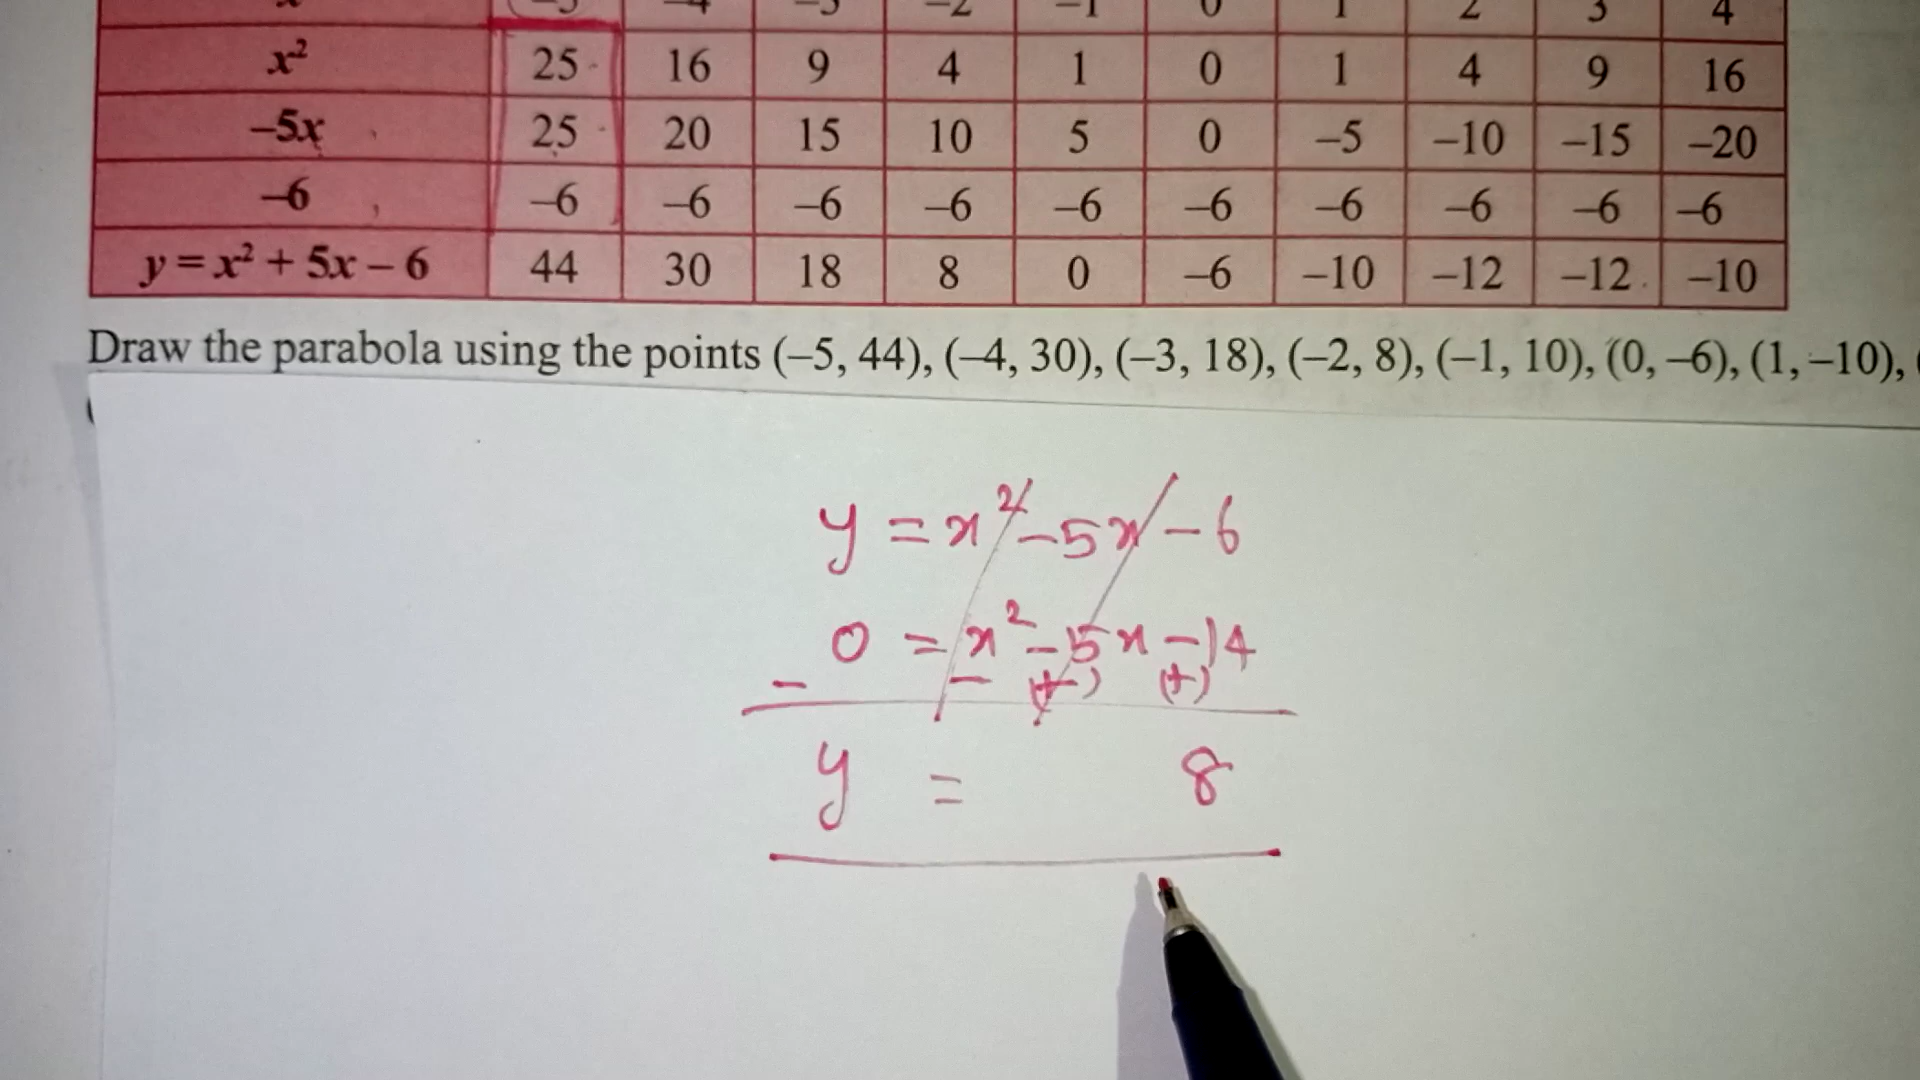 x² 25 16 9 4 1 0 1 4 9 16
–5x 25 20 15 10 5 0 –5 –10 –15 –20
–6 –6 –6 –6 –6 –6 –6 –6 –6 –6 –6
y = x² + 5x – 6 44 30 18 8 0 –6 –10 –12 –12 –10
Draw the parabola using the points (–5, 44), (–4, 30), (–3, 18), (–2, 8), (–1, 10), (0, –6), (1, –10),
y = x² – 5x – 6
0 = x² – 5x – 14
– – (+) (+)
y = 8